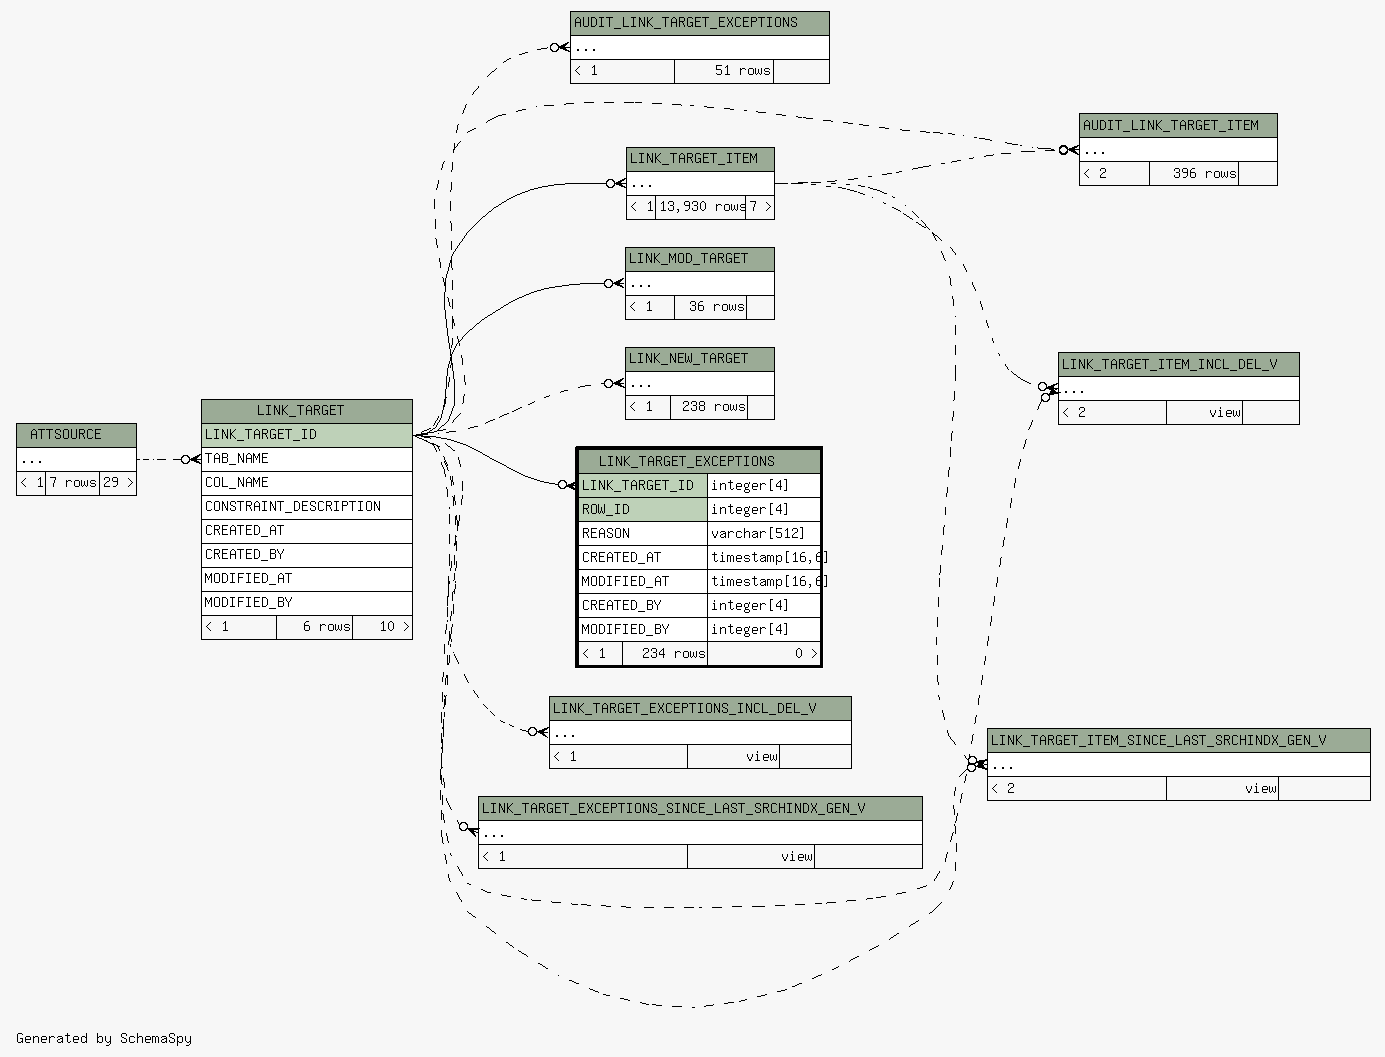 AUDIT_LINK_TARGET_EXCEPTIONS
...
< 1 51 rows
AUDIT_LINK_TARGET_ITEM
...
< 2 396 rows
LINK_TARGET_ITEM
...
< 1 13,930 rows 7 >
LINK_MOD_TARGET
...
< 1 36 rows
LINK_NEW_TARGET
...
< 1 238 rows
LINK_TARGET_ITEM_INCL_DEL_V
...
< 2 view
ATTSOURCE
...
< 1 7 rows 29 >
LINK_TARGET
LINK_TARGET_ID
TAB_NAME
COL_NAME
CONSTRAINT_DESCRIPTION
CREATED_AT
CREATED_BY
MODIFIED_AT
MODIFIED_BY
< 1 6 rows 10 >
LINK_TARGET_EXCEPTIONS
LINK_TARGET_ID integer[4]
ROW_ID integer[4]
REASON varchar[512]
CREATED_AT timestamp[16,6]
MODIFIED_AT timestamp[16,6]
CREATED_BY integer[4]
MODIFIED_BY integer[4]
< 1 234 rows 0 >
LINK_TARGET_EXCEPTIONS_INCL_DEL_V
...
< 1 view
LINK_TARGET_ITEM_SINCE_LAST_SRCHINDX_GEN_V
...
< 2 view
LINK_TARGET_EXCEPTIONS_SINCE_LAST_SRCHINDX_GEN_V
...
< 1 view
Generated by SchemaSpy